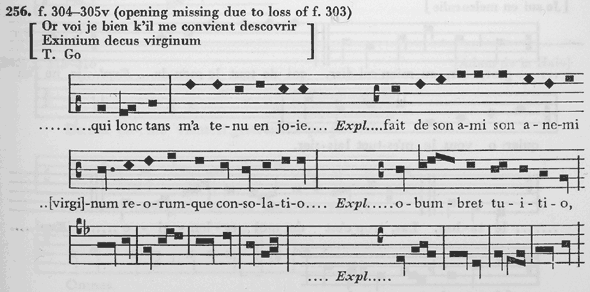 256. f. 304–305v (opening missing due to loss of f. 303)
Or voi je bien k'il me convient descovrir
Eximium decus virginum
T. Go
.........qui lonc tans m'a te-nu en joi-e.... Expl....fait de son a-mi son a-ne-mi
..[virgi]-num re-o-rum-que con-so-la-ti-o.... Expl.....o-bum-bret tu-i-ti-o,
.... Expl.....